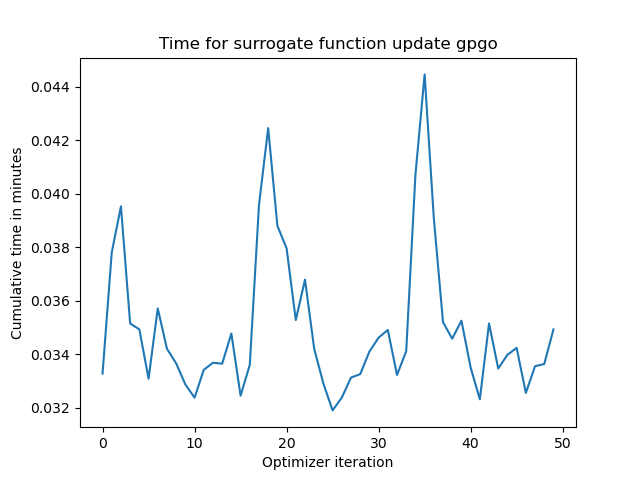 Time for surrogate function update gpgo
0.044
0.042
0.040
0.038
0.036
0.034
0.032
Cumulative time in minutes
0 10 20 30 40 50
Optimizer iteration